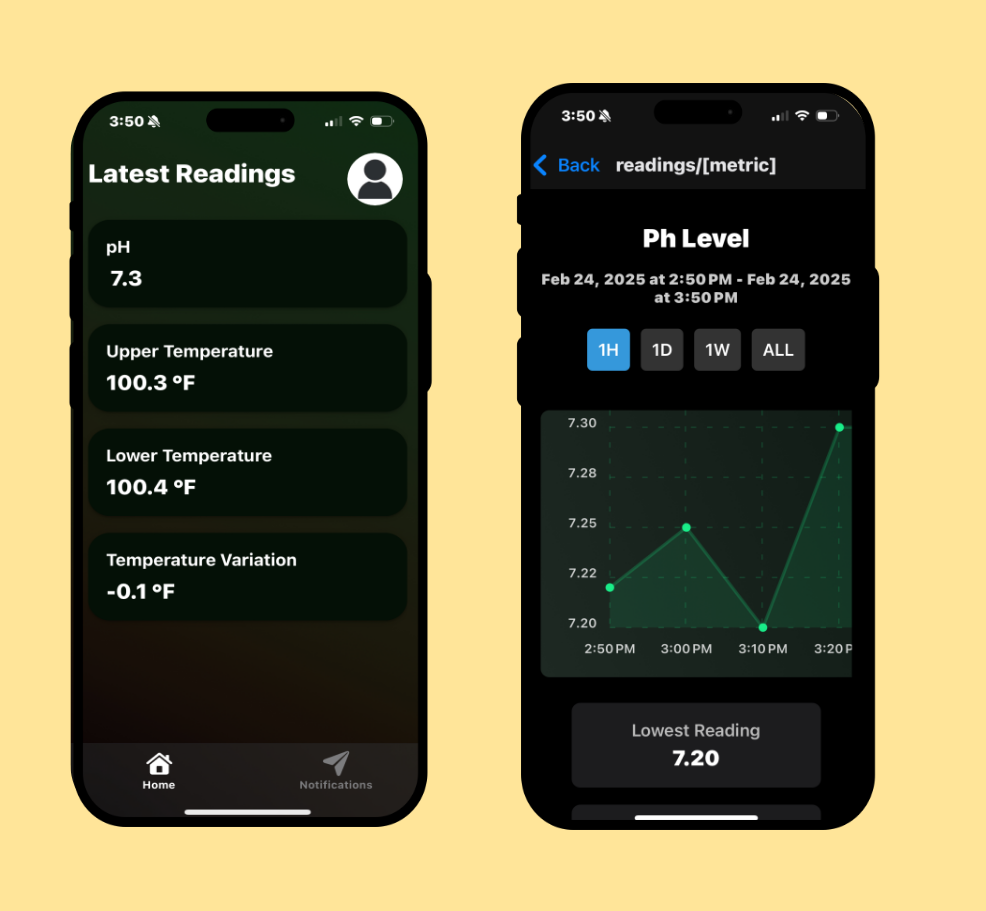 3:50
Latest Readings
pH
7.3
Upper Temperature
100.3 °F
Lower Temperature
100.4 °F
Temperature Variation
-0.1 °F
Home
Notifications
3:50
Back readings/[metric]
Ph Level
Feb 24, 2025 at 2:50 PM - Feb 24, 2025
at 3:50 PM
1H 1D 1W ALL
7.30
7.28
7.25
7.22
7.20
2:50 PM 3:00 PM 3:10 PM 3:20 P
Lowest Reading
7.20